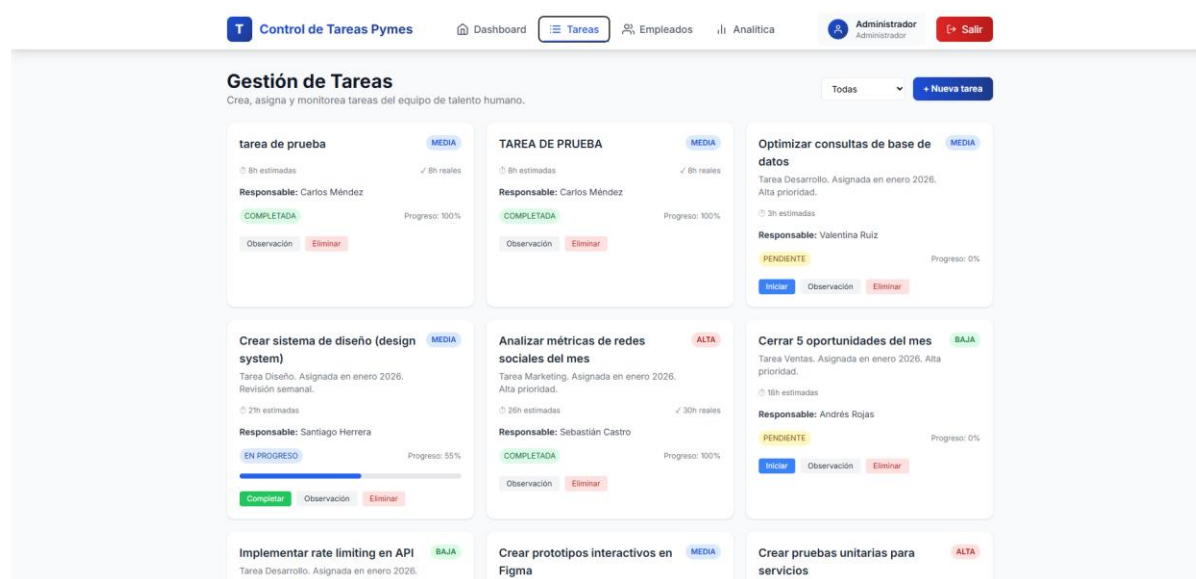 T Control de Tareas Pymes Dashboard Tareas Empleados Analítica Administrador Salir
Administrador
Gestión de Tareas
Crea, asigna y monitorea tareas del equipo de talento humano.
Todas + Nueva tarea
tarea de prueba MEDIA
8h estimadas ✓ 8h reales
Responsable: Carlos Méndez
COMPLETADA Progreso: 100%
Observación Eliminar
TAREA DE PRUEBA MEDIA
8h estimadas ✓ 8h reales
Responsable: Carlos Méndez
COMPLETADA Progreso: 100%
Observación Eliminar
Optimizar consultas de base de MEDIA
datos
Tarea Desarrollo. Asignada en enero 2026.
Alta prioridad.
3h estimadas
Responsable: Valentina Ruiz
PENDIENTE Progreso: 0%
Iniciar Observación Eliminar
Crear sistema de diseño (design MEDIA
system)
Tarea Diseño. Asignada en enero 2026.
Revisión semanal.
21h estimadas
Responsable: Santiago Herrera
EN PROGRESO Progreso: 55%
Completar Observación Eliminar
Analizar métricas de redes ALTA
sociales del mes
Tarea Marketing. Asignada en enero 2026.
Alta prioridad.
26h estimadas ✓ 30h reales
Responsable: Sebastián Castro
COMPLETADA Progreso: 100%
Observación Eliminar
Cerrar 5 oportunidades del mes BAJA
Tarea Ventas. Asignada en enero 2026. Alta
prioridad.
18h estimadas
Responsable: Andrés Rojas
PENDIENTE Progreso: 0%
Iniciar Observación Eliminar
Implementar rate limiting en API BAJA
Tarea Desarrollo. Asignada en enero 2026.
Crear prototipos interactivos en MEDIA
Figma
Crear pruebas unitarias para ALTA
servicios